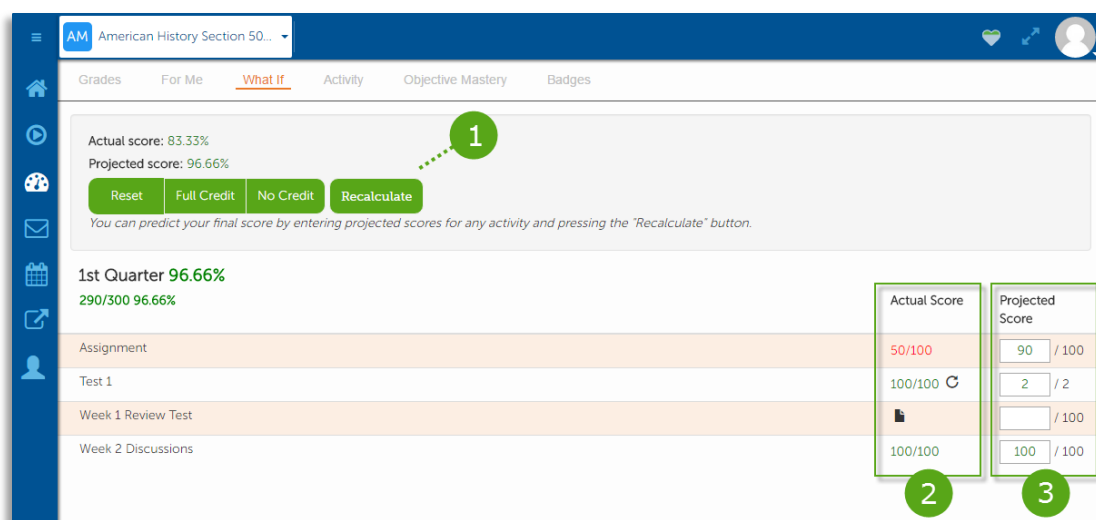 AM American History Section 50...
Grades For Me What If Activity Objective Mastery Badges
Actual score: 83.33%
Projected score: 96.66%
1
Reset Full Credit No Credit Recalculate
You can predict your final score by entering projected scores for any activity and pressing the "Recalculate" button.
1st Quarter 96.66%
290/300 96.66%
Actual Score
Projected
Score
Assignment 50/100 90 / 100
Test 1 100/100 2 / 2
Week 1 Review Test / 100
Week 2 Discussions 100/100 100 / 100
2 3